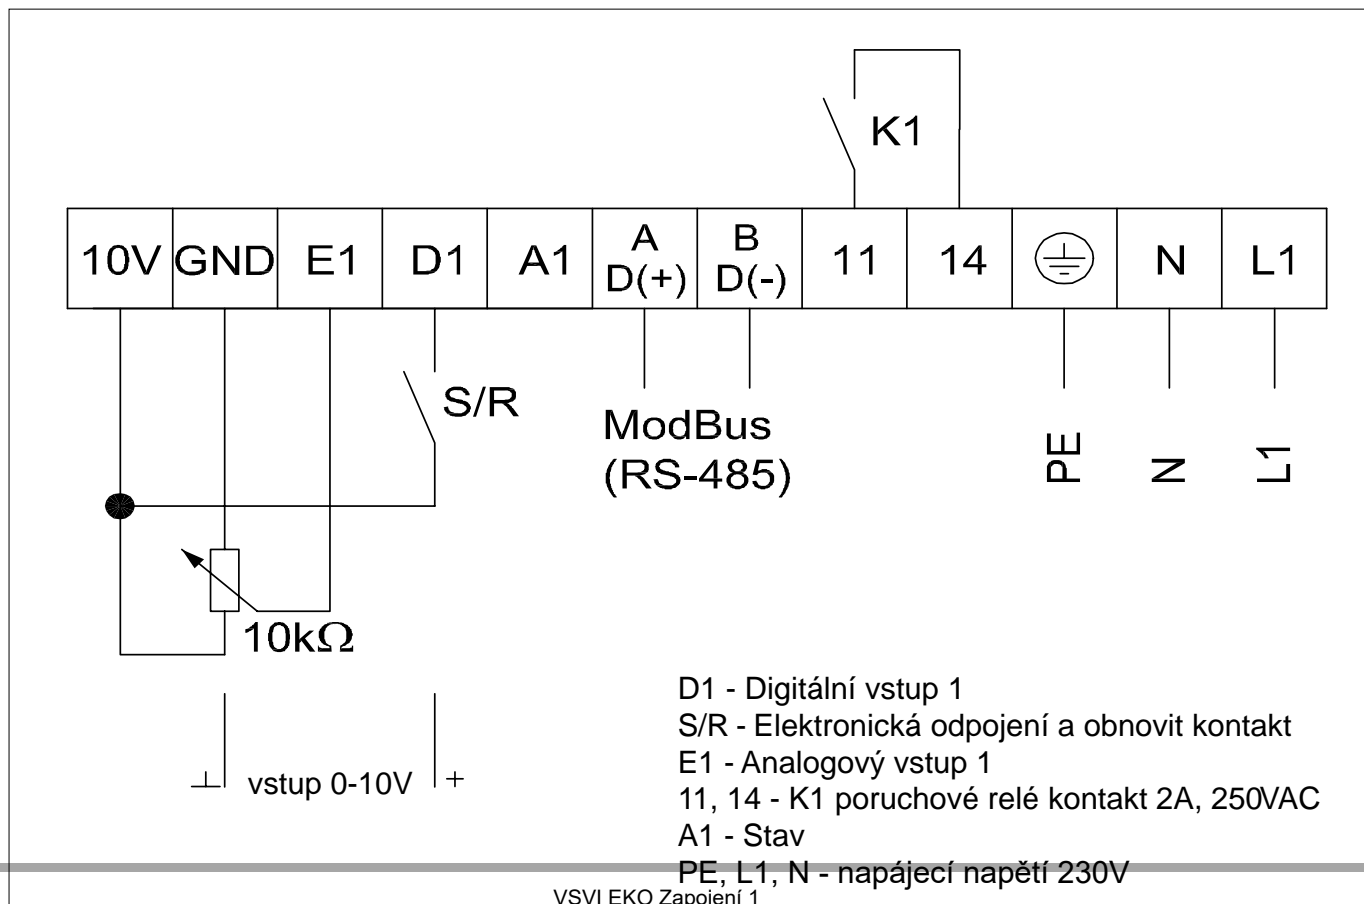 K1
10V GND E1 D1 A1 A D(+) B D(-) 11 14 N L1
S/R
ModBus
(RS-485)
PE N L1
10kΩ
vstup 0-10V +
D1 - Digitální vstup 1
S/R - Elektronická odpojení a obnovit kontakt
E1 - Analogový vstup 1
11, 14 - K1 poruchové relé kontakt 2A, 250VAC
A1 - Stav
PE, L1, N - napájecí napětí 230V
VSVI EKO Zapojení 1